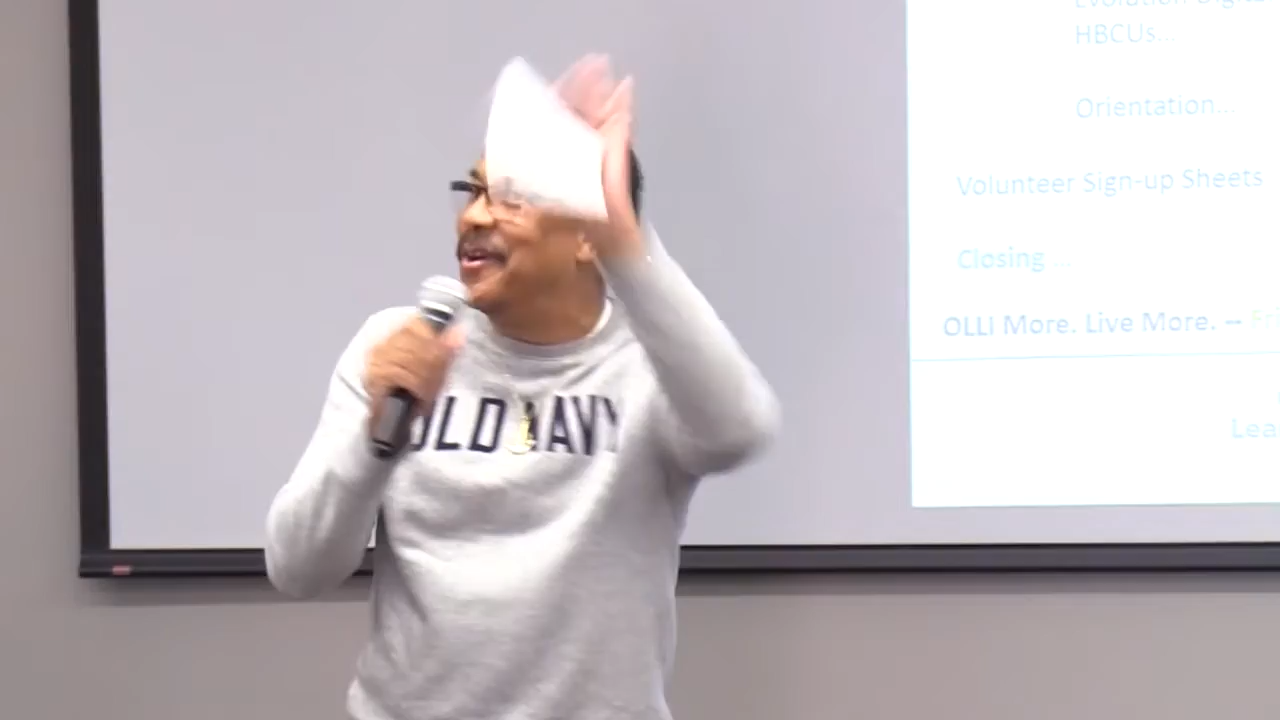 HBCUs...
Orientation...
Volunteer Sign-up Sheets
Closing ...
OLLI More. Live More. --
OLD NAVY